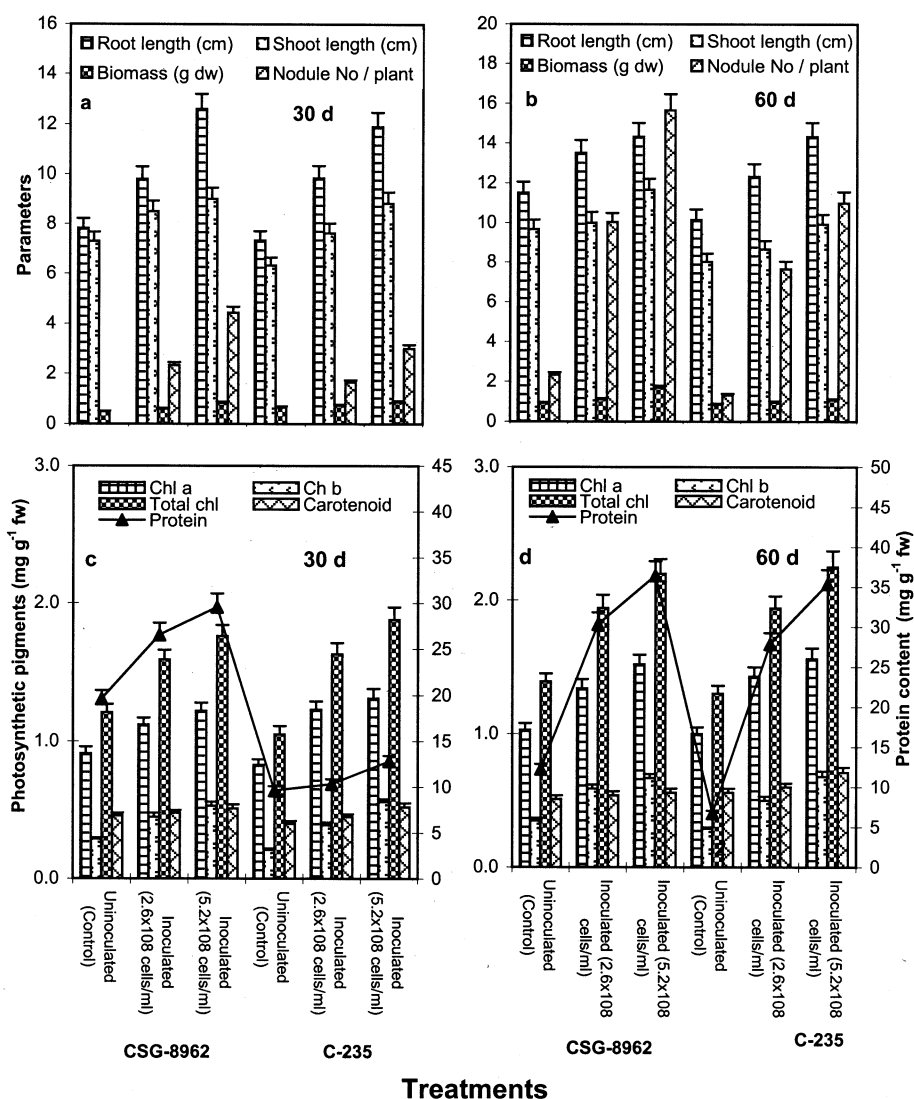 16
14
12
10
8
6
4
2
0
Parameters
Root length (cm)
Shoot length (cm)
Biomass (g dw)
Nodule No / plant
a
30 d
20
18
16
14
12
10
8
6
4
2
0
Root length (cm)
Shoot length (cm)
Biomass (g dw)
Nodule No / plant
b
60 d
3.0
2.0
1.0
0.0
Photosynthetic pigments (mg g-1 fw)
Chl a
Ch b
Total chl
Carotenoid
Protein
c
30 d
45
40
35
30
25
20
15
10
5
0
3.0
2.0
1.0
0.0
Chl a
Chl b
Total chl
Carotenoid
Protein
d
60 d
50
45
40
35
30
25
20
15
10
5
0
Protein content (mg g-1 fw)
Uninoculated
(Control)
Inoculated
(2.6x108 cells/ml)
Inoculated
(5.2x108 cells/ml)
Uninoculated
(Control)
Inoculated
(2.6x108 cells/ml)
Inoculated
(5.2x108 cells/ml)
Uninoculated
(Control)
Inoculated (2.6x108
cells/ml)
Inoculated (5.2x108
cells/ml)
Uninoculated
(Control)
Inoculated (2.6x108
cells/ml)
Inoculated (5.2x108
cells/ml)
CSG-8962
C-235
CSG-8962
C-235
Treatments